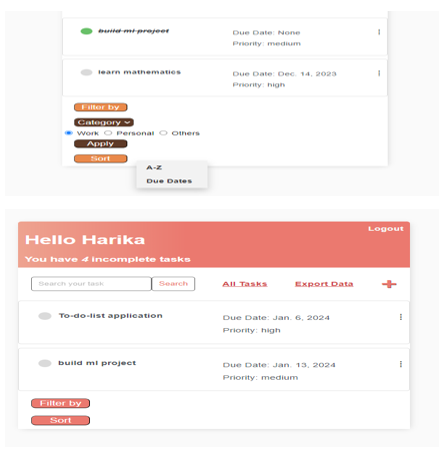 build ml project
Due Date: None
Priority: medium
learn mathematics
Due Date: Dec. 14, 2023
Priority: high
Filter by
Category
Work Personal Others
Apply
Sort
A-Z
Due Dates
Logout
Hello Harika
You have 4 incomplete tasks
Search your task Search All Tasks Export Data
To-do-list application
Due Date: Jan. 6, 2024
Priority: high
build ml project
Due Date: Jan. 13, 2024
Priority: medium
Filter by
Sort